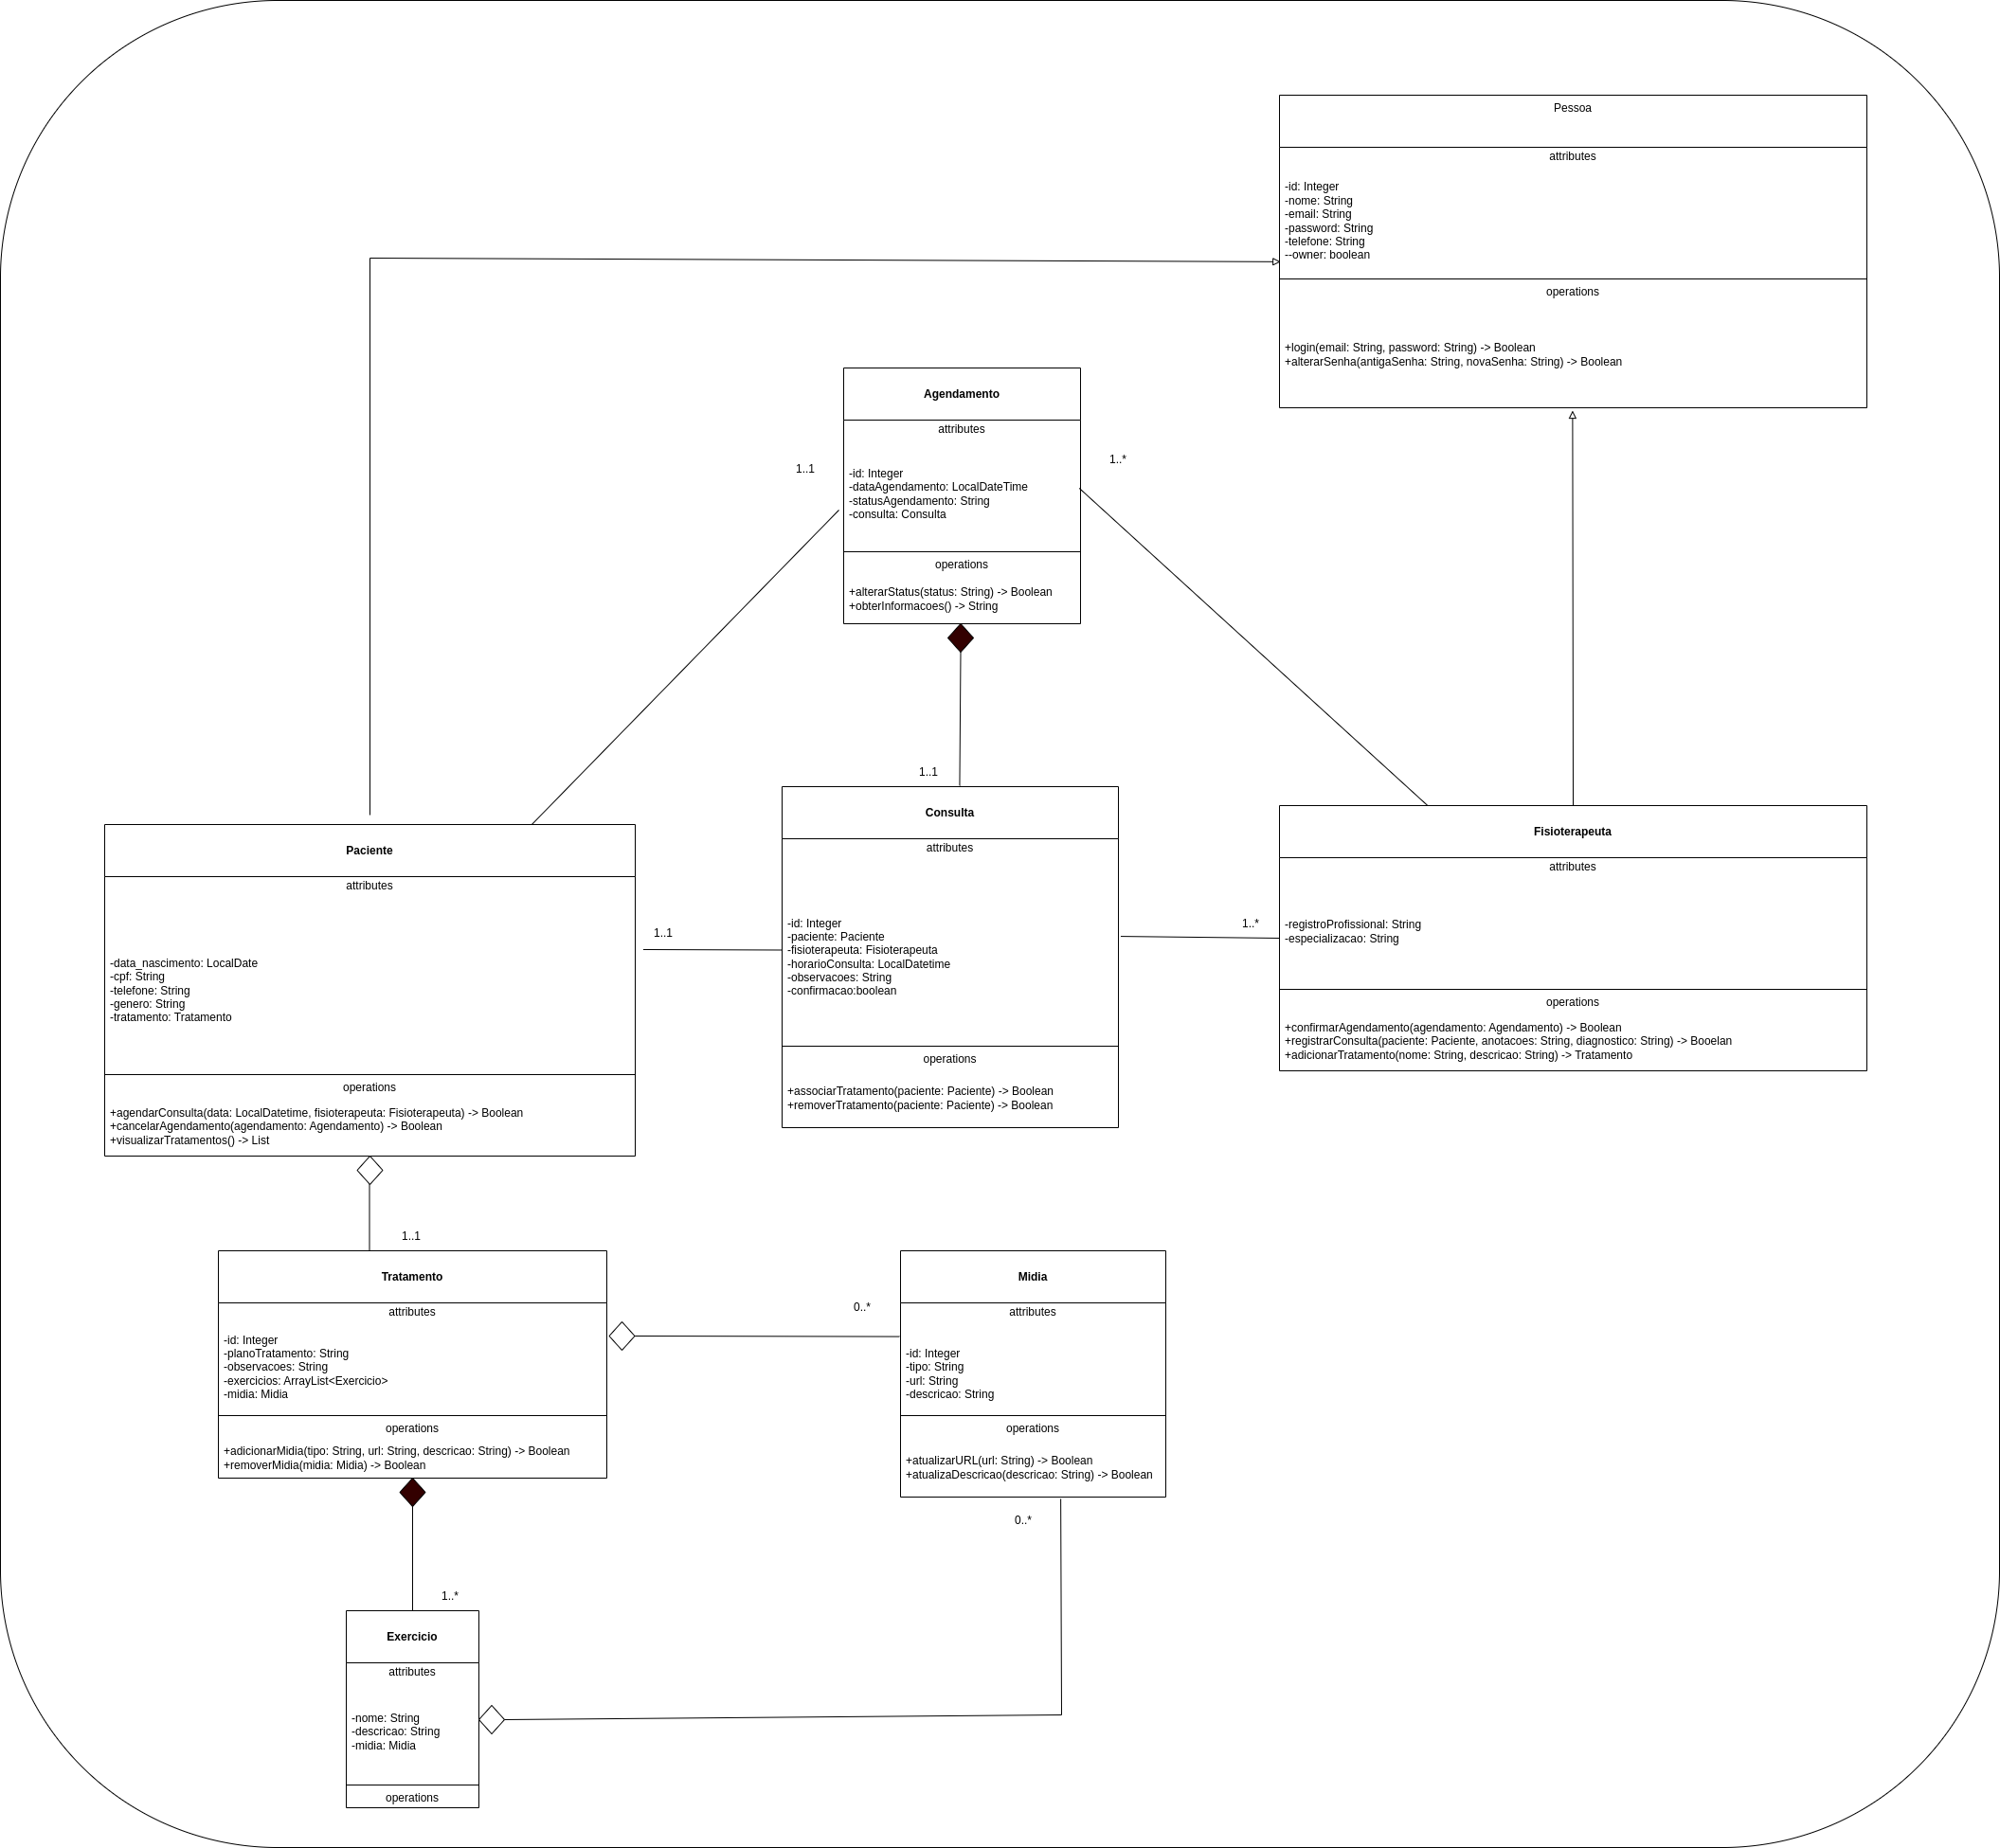 Pessoa
attributes
-id: Integer
-nome: String
-email: String
-password: String
-telefone: String
--owner: boolean
operations
+login(email: String, password: String) -> Boolean
+alterarSenha(antigaSenha: String, novaSenha: String) -> Boolean
Agendamento
attributes
-id: Integer
-dataAgendamento: LocalDateTime
-statusAgendamento: String
-consulta: Consulta
operations
+alterarStatus(status: String) -> Boolean
+obterInformacoes() -> String
1..1
1..*
1..1
Consulta
attributes
-id: Integer
-paciente: Paciente
-fisioterapeuta: Fisioterapeuta
-horarioConsulta: LocalDatetime
-observacoes: String
-confirmacao:boolean
operations
+associarTratamento(paciente: Paciente) -> Boolean
+removerTratamento(paciente: Paciente) -> Boolean
Fisioterapeuta
attributes
-registroProfissional: String
-especializacao: String
operations
+confirmarAgendamento(agendamento: Agendamento) -> Boolean
+registrarConsulta(paciente: Paciente, anotacoes: String, diagnostico: String) -> Booelan
+adicionarTratamento(nome: String, descricao: String) -> Tratamento
1..*
1..1
Paciente
attributes
-data_nascimento: LocalDate
-cpf: String
-telefone: String
-genero: String
-tratamento: Tratamento
operations
+agendarConsulta(data: LocalDatetime, fisioterapeuta: Fisioterapeuta) -> Boolean
+cancelarAgendamento(agendamento: Agendamento) -> Boolean
+visualizarTratamentos() -> List
1..1
Tratamento
attributes
-id: Integer
-planoTratamento: String
-observacoes: String
-exercicios: ArrayList<Exercicio>
-midia: Midia
operations
+adicionarMidia(tipo: String, url: String, descricao: String) -> Boolean
+removerMidia(midia: Midia) -> Boolean
0..*
Midia
attributes
-id: Integer
-tipo: String
-url: String
-descricao: String
operations
+atualizarURL(url: String) -> Boolean
+atualizaDescricao(descricao: String) -> Boolean
0..*
1..*
Exercicio
attributes
-nome: String
-descricao: String
-midia: Midia
operations